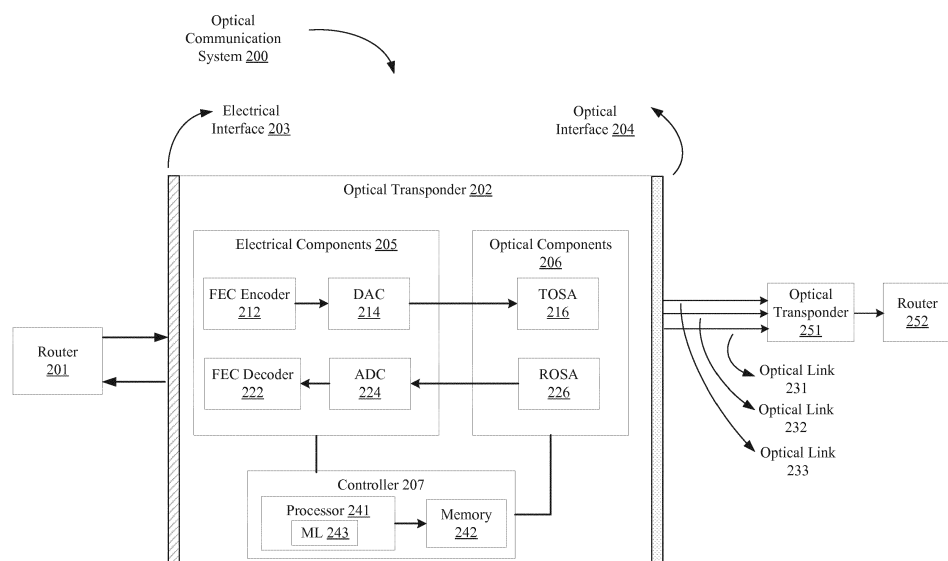 Optical
Communication
System 200
Electrical
Interface 203
Optical
Interface 204
Optical Transponder 202
Electrical Components 205
Optical Components
206
FEC Encoder
212
DAC
214
TOSA
216
FEC Decoder
222
ADC
224
ROSA
226
Router
201
Optical
Transponder
251
Router
252
Optical Link
231
Optical Link
232
Optical Link
233
Controller 207
Processor 241
ML 243
Memory
242